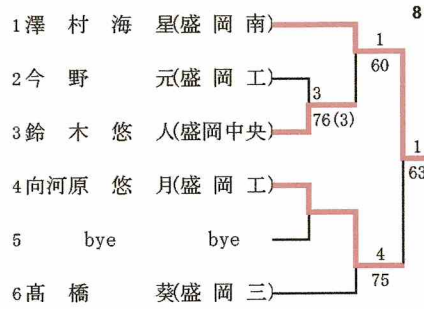 8
1 澤村海星(盛岡南)
1
60
2 今野元(盛岡工)
3
76(3)
3 鈴木悠人(盛岡中央)
1
63
4 向河原悠月(盛岡工)
5 bye bye
4
75
6 髙橋葵(盛岡三)